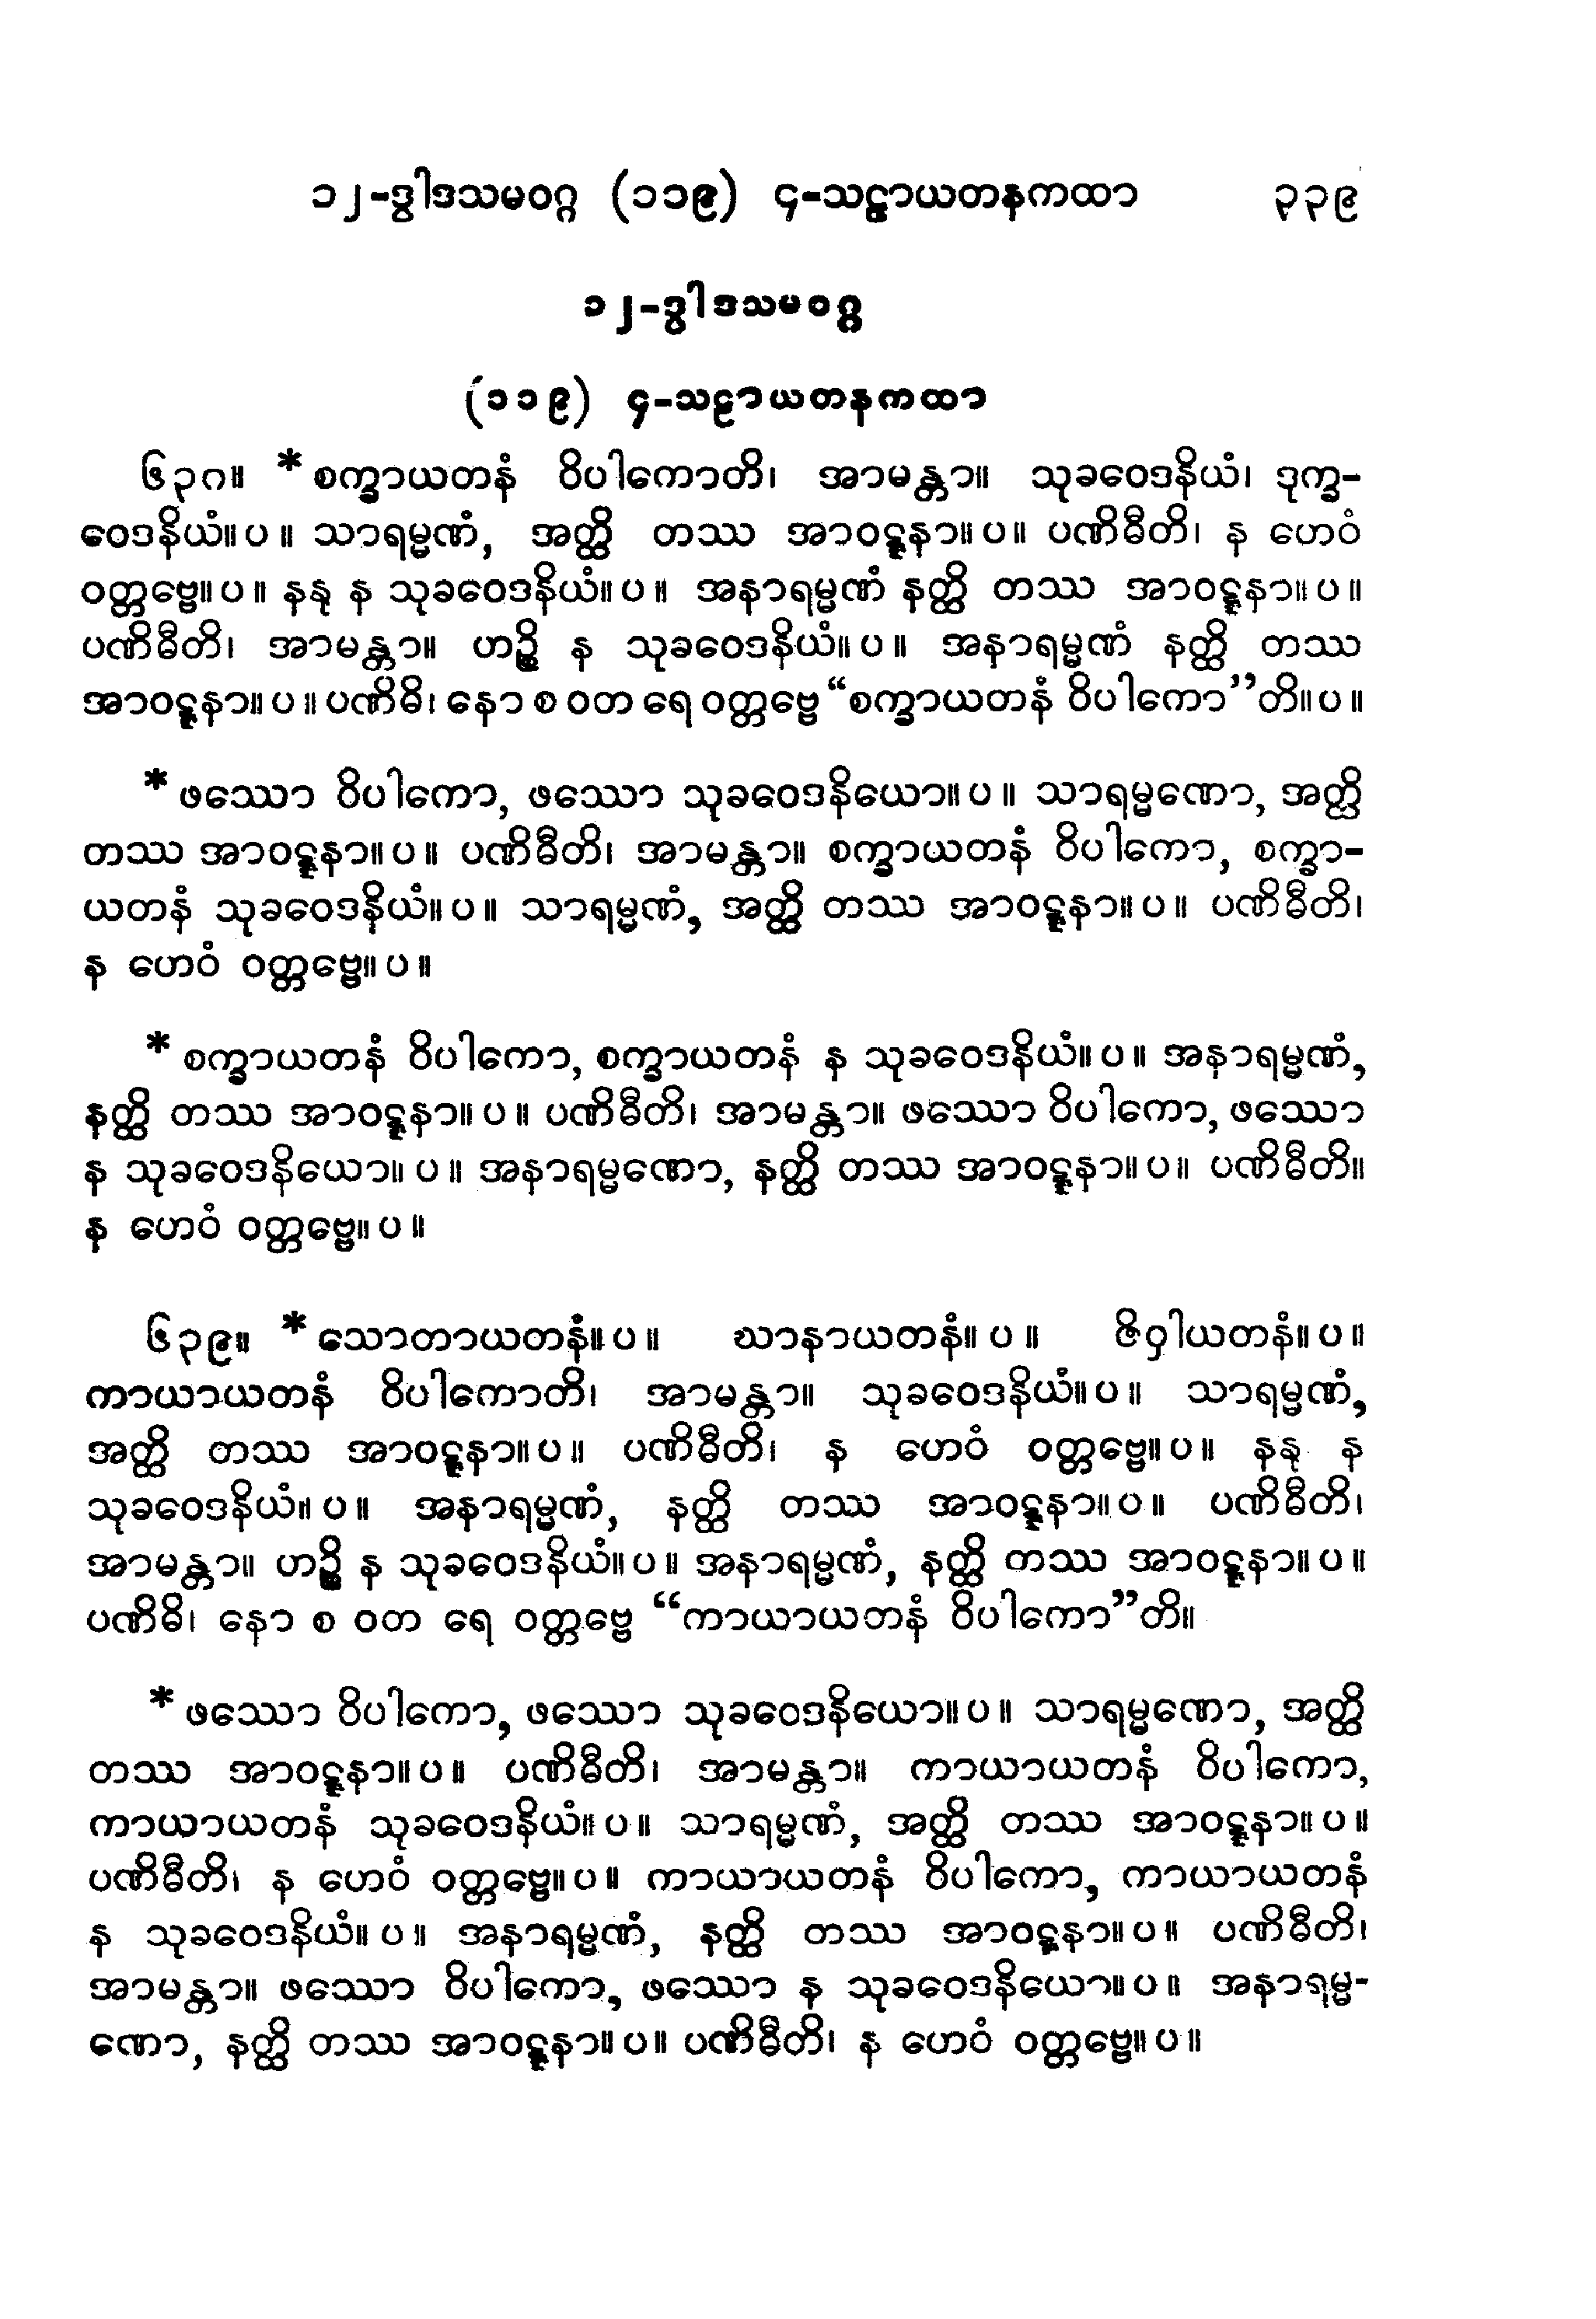 ၁၂-ဒွါဒသမဝဂ္ဂ (၁၁၉) ၄-သဠာယတနကထာ ၃၃၉
၁၂-ဒွါဒသမဝဂ္ဂ
(၁၁၉) ၄-သဠာယတနကထာ
၆၃၈။ * စက္ခာယတနံ ဝိပါကောတိ၊ အာမန္တာ။ သုခဝေဒနိယံ၊ ဒုက္ခ-
ဝေဒနိယံ။ပ။ သာရမ္မဏံ, အတ္ထိ တဿ အာဝဋ္ဋနာ။ပ။ ပဏိဓီတိ၊ န ဟေဝံ
ဝတ္တဗ္ဗေ။ပ။ နနု န သုခဝေဒနိယံ။ပ။ အနာရမ္မဏံ နတ္ထိ တဿ အာဝဋ္ဋနာ။ပ။
ပဏိဓီတိ၊ အာမန္တာ။ ဟဉ္စိ န သုခဝေဒနိယံ။ပ။ အနာရမ္မဏံ နတ္ထိ တဿ
အာဝဋ္ဋနာ။ပ။ ပဏိဓိ၊ နော စ ဝတ ရေ ဝတ္တဗ္ဗေ “စက္ခာယတနံ ဝိပါကော”တိ။ပ။
* ဖဿော ဝိပါကော, ဖဿော သုခဝေဒနိယော။ပ။ သာရမ္မဏော, အတ္ထိ
တဿ အာဝဋ္ဋနာ။ပ။ ပဏိဓီတိ၊ အာမန္တာ။ စက္ခာယတနံ ဝိပါကော, စက္ခာ-
ယတနံ သုခဝေဒနိယံ။ပ။ သာရမ္မဏံ, အတ္ထိ တဿ အာဝဋ္ဋနာ။ပ။ ပဏိဓီတိ၊
န ဟေဝံ ဝတ္တဗ္ဗေ။ပ။
* စက္ခာယတနံ ဝိပါကော, စက္ခာယတနံ န သုခဝေဒနိယံ။ပ။ အနာရမ္မဏံ,
နတ္ထိ တဿ အာဝဋ္ဋနာ။ပ။ ပဏိဓီတိ၊ အာမန္တာ။ ဖဿော ဝိပါကော, ဖဿော
န သုခဝေဒနိယော။ပ။ အနာရမ္မဏော, နတ္ထိ တဿ အာဝဋ္ဋနာ။ပ။ ပဏိဓီတိ။
န ဟေဝံ ဝတ္တဗ္ဗေ။ပ။
၆၃၉။ * သောတာယတနံ။ပ။ ဃာနာယတနံ။ပ။ ဇိဝှါယတနံ။ပ။
ကာယာယတနံ ဝိပါကောတိ၊ အာမန္တာ။ သုခဝေဒနိယံ။ပ။ သာရမ္မဏံ,
အတ္ထိ တဿ အာဝဋ္ဋနာ။ပ။ ပဏိဓီတိ၊ န ဟေဝံ ဝတ္တဗ္ဗေ။ပ။ နနု န
သုခဝေဒနိယံ။ပ။ အနာရမ္မဏံ, နတ္ထိ တဿ အာဝဋ္ဋနာ။ပ။ ပဏိဓီတိ၊
အာမန္တာ။ ဟဉ္စိ န သုခဝေဒနိယံ။ပ။ အနာရမ္မဏံ, နတ္ထိ တဿ အာဝဋ္ဋနာ။ပ။
ပဏိဓိ၊ နော စ ဝတ ရေ ဝတ္တဗ္ဗေ “ကာယာယတနံ ဝိပါကော”တိ။
* ဖဿော ဝိပါကော, ဖဿော သုခဝေဒနိယော။ပ။ သာရမ္မဏော, အတ္ထိ
တဿ အာဝဋ္ဋနာ။ပ။ ပဏိဓီတိ၊ အာမန္တာ။ ကာယာယတနံ ဝိပါကော,
ကာယာယတနံ သုခဝေဒနိယံ။ပ။ သာရမ္မဏံ, အတ္ထိ တဿ အာဝဋ္ဋနာ။ပ။
ပဏိဓီတိ၊ န ဟေဝံ ဝတ္တဗ္ဗေ။ပ။ ကာယာယတနံ ဝိပါကော, ကာယာယတနံ
န သုခဝေဒနိယံ။ပ။ အနာရမ္မဏံ, နတ္ထိ တဿ အာဝဋ္ဋနာ။ပ။ ပဏိဓီတိ၊
အာမန္တာ။ ဖဿော ဝိပါကော, ဖဿော န သုခဝေဒနိယော။ပ။ အနာရမ္မ-
ဏော, နတ္ထိ တဿ အာဝဋ္ဋနာ။ပ။ ပဏိဓီတိ၊ န ဟေဝံ ဝတ္တဗ္ဗေ။ပ။